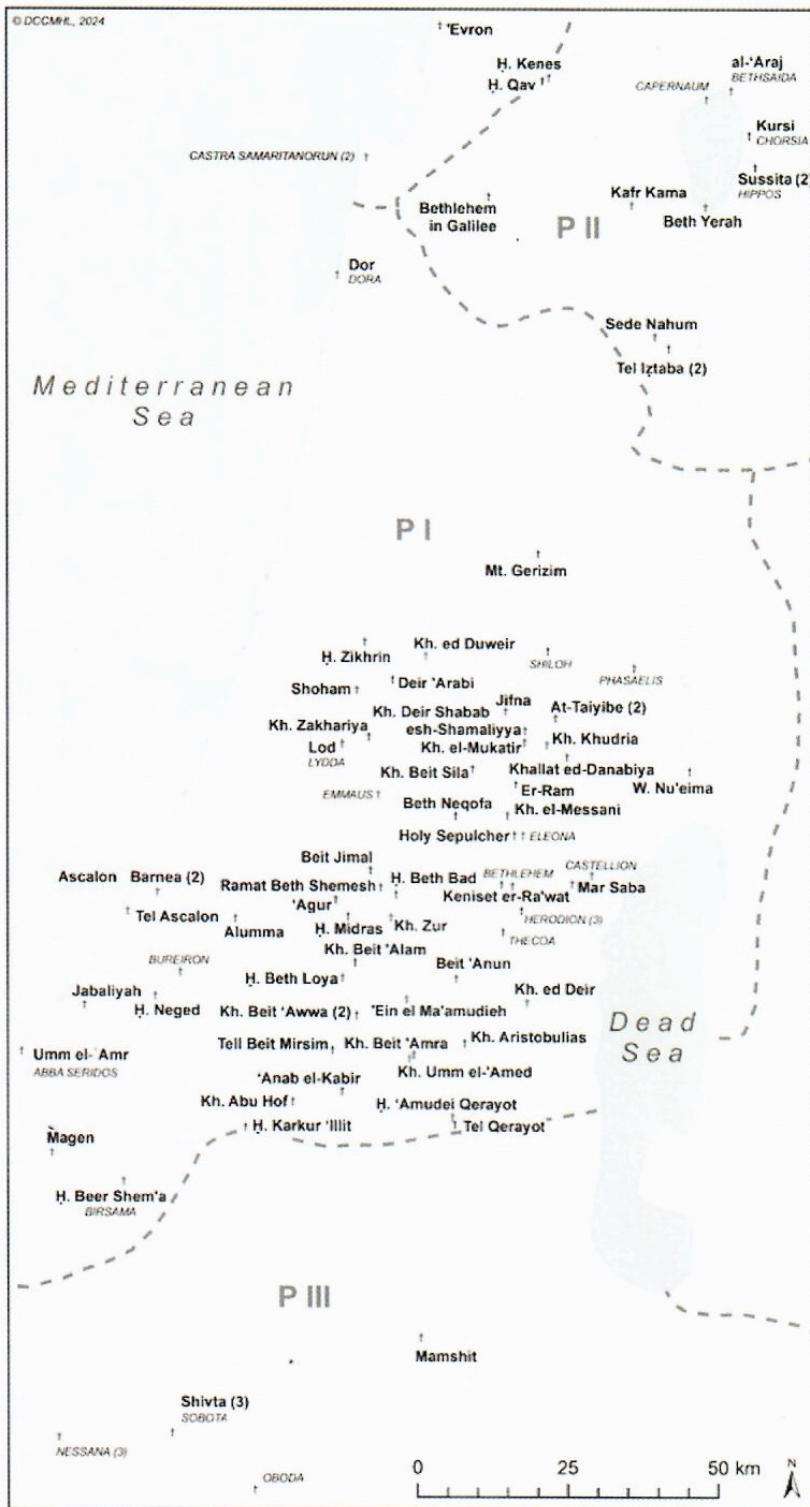 © DCCMHL, 2024
'Evron
Ḥ. Kenes
Ḥ. Qav
al-'Araj
BETHSAIDA
CAPERNAUM
Kursi
CHORSIA
CASTRA SAMARITANORUN (2)
Sussita (2)
HIPPOS
Kafr Kama
Bethlehem
in Galilee
Beth Yerah
P II
Dor
DORA
Sede Nahum
Tel Iẓtaba (2)
Mediterranean
Sea
P I
Mt. Gerizim
Ḥ. Zikhrin
Kh. ed Duweir
SHILOH
PHASAELIS
Deir 'Arabi
Shoham
Jifna
Kh. Deir Shabab
At-Taiyibe (2)
Kh. Zakhariya
esh-Shamaliyya
Lod
LYDDA
Kh. el-Mukatir
Kh. Khudria
Kh. Beit Sila
Khallat ed-Danabiya
W. Nu'eima
EMMAUS
Er-Ram
Beth Neqofa
Kh. el-Messani
Holy Sepulcher
ELEONA
Beit Jimal
Ascalon Barnea (2)
Ramat Beth Shemesh
Ḥ. Beth Bad
BETHLEHEM
CASTELLION
'Agur
Keniset er-Ra'wat
Mar Saba
Tel Ascalon
Alumma
Ḥ. Midras
Kh. Zur
HERODION (3)
THECOA
Kh. Beit 'Alam
BUREIRON
Ḥ. Beth Loya
Beit 'Anun
Jabaliyah
Ḥ. Neged
Kh. Beit 'Awwa (2)
'Ein el Ma'amudieh
Kh. ed Deir
Dead
Sea
Umm el-'Amr
ABBA SERIDOS
Tell Beit Mirsim
Kh. Beit 'Amra
Kh. Aristobulias
Kh. Umm el-'Amed
'Anab el-Kabir
Kh. Abu Hof
Ḥ. 'Amudei Qerayot
Ḥ. Karkur 'Illit
Tel Qerayot
Magen
Ḥ. Beer Shem'a
BIRSAMA
P III
Mamshit
Shivta (3)
SOBOTA
NESSANA (3)
OBODA
0 25 50 km
N